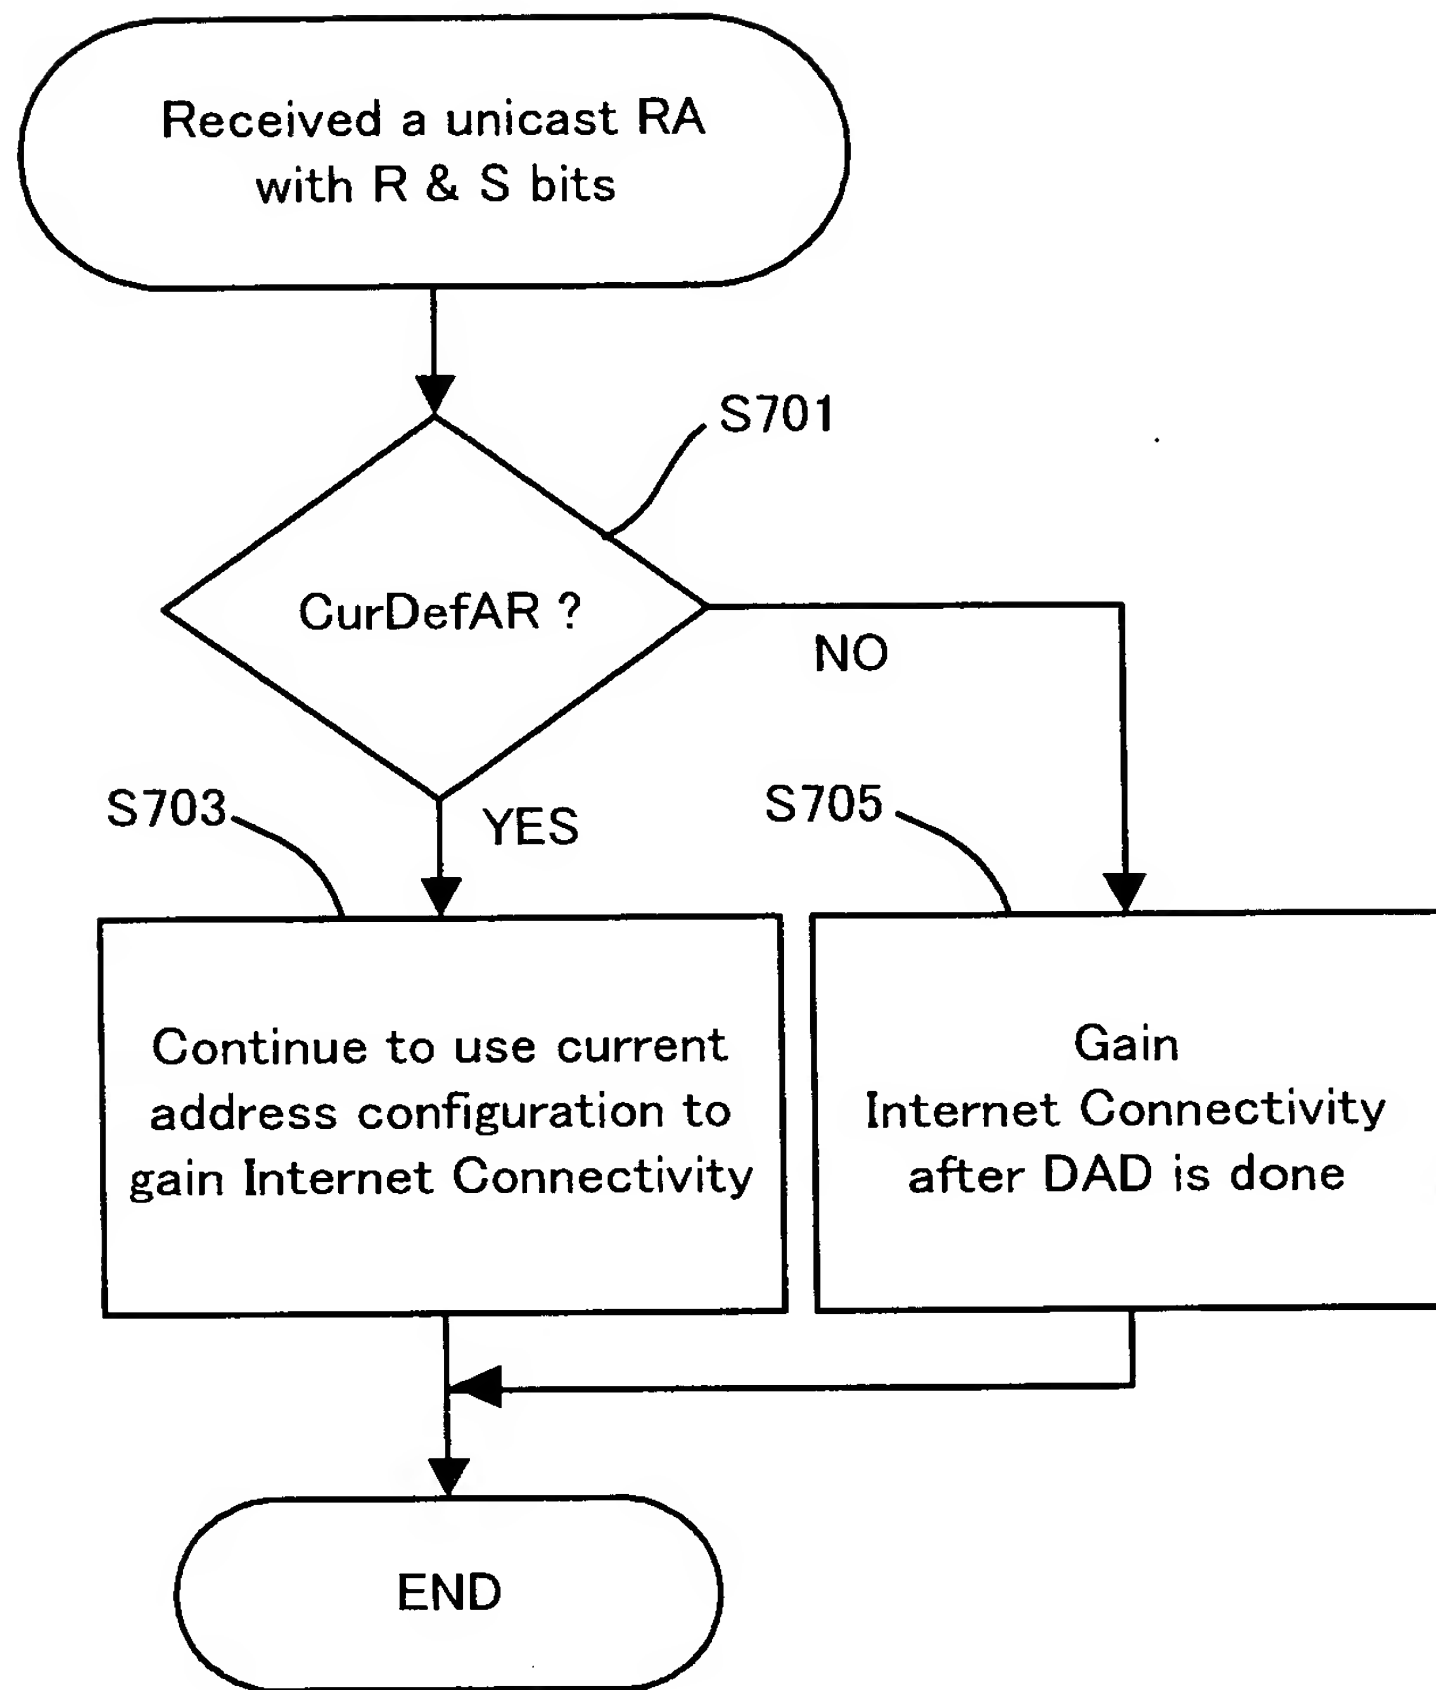 Received a unicast RA
with R & S bits
S701
CurDefAR ?
NO
S703
YES
S705
Continue to use current
address configuration to
gain Internet Connectivity
Gain
Internet Connectivity
after DAD is done
END